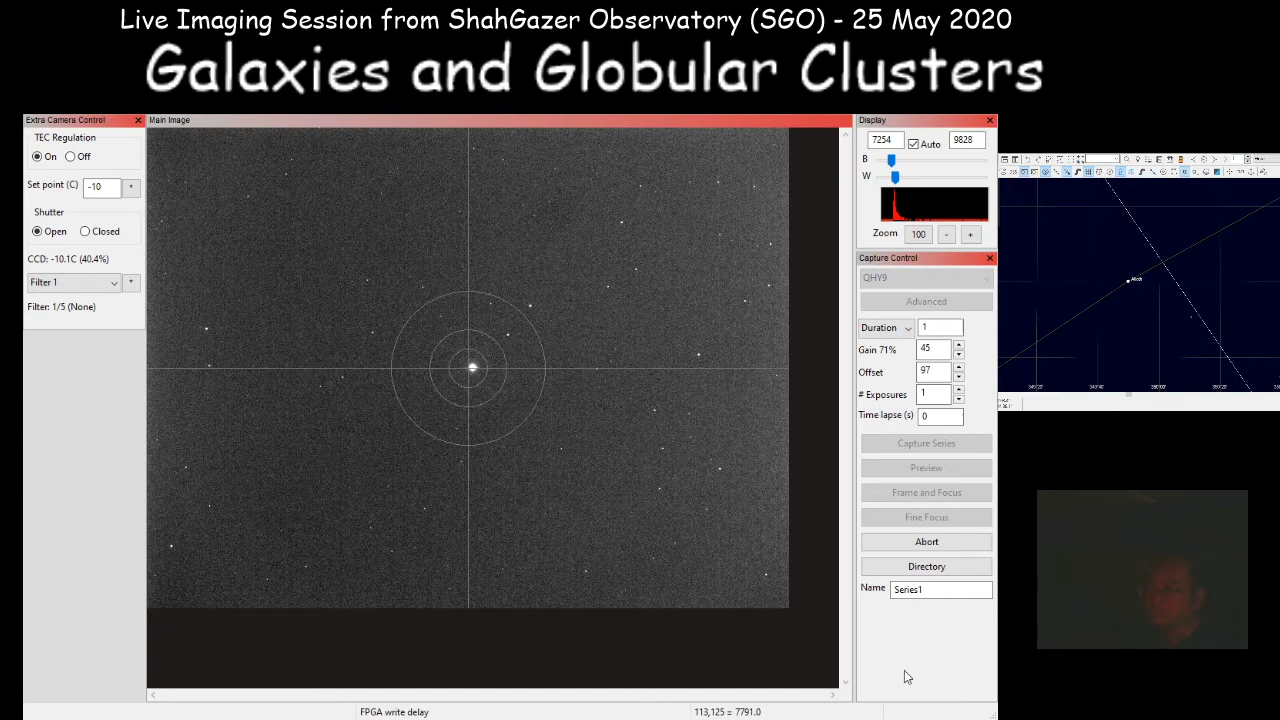 Live Imaging Session from ShahGazer Observatory (SGO) - 25 May 2020
Galaxies and Globular Clusters
Extra Camera Control
TEC Regulation
On Off
Set point (C) -10 *
Shutter
Open Closed
CCD: -10.1C (40.4%)
Filter 1 *
Filter: 1/5 (None)
Main Image
Display
7254 Auto 9828
B
W
Zoom 100 - +
Capture Control
QHY9
Advanced
Duration 1
Gain 71% 45
Offset 97
# Exposures 1
Time lapse (s) 0
Capture Series
Preview
Frame and Focus
Fine Focus
Abort
Directory
Name Series1
Alioth
FPGA write delay
113,125 = 7791.0